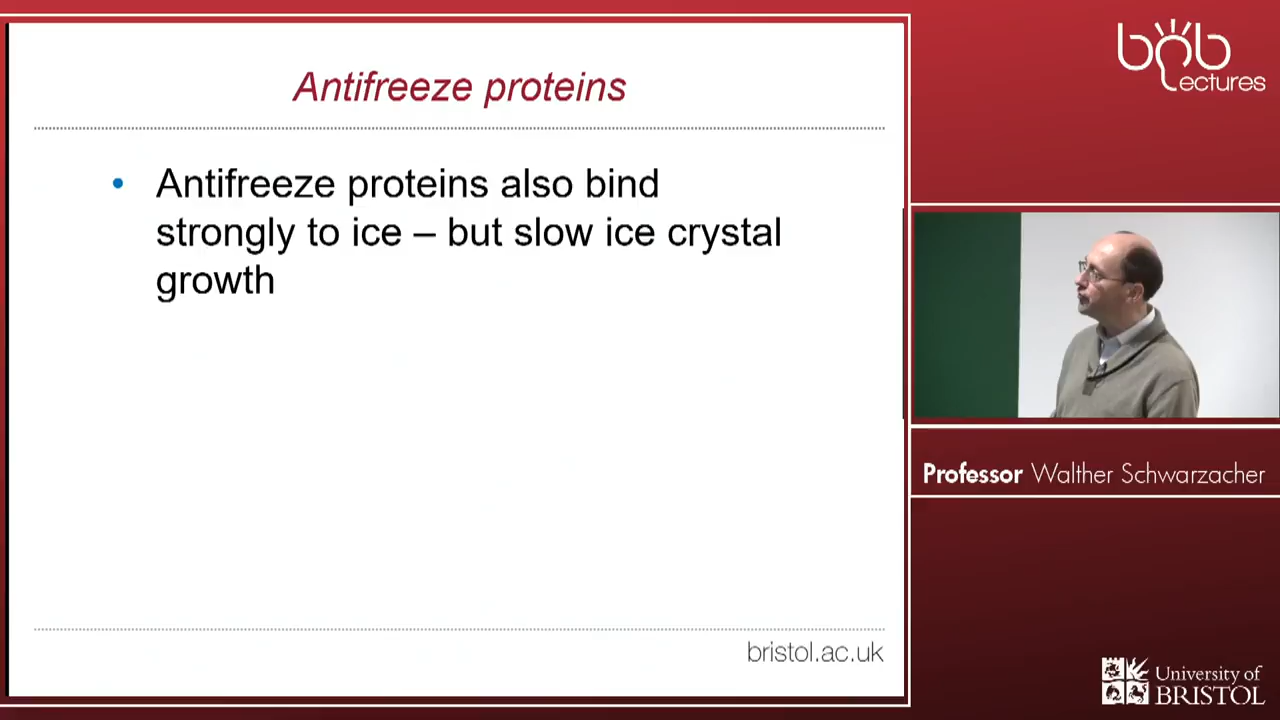 Antifreeze proteins
• Antifreeze proteins also bind
strongly to ice – but slow ice crystal
growth
bristol.ac.uk
bob
Lectures
Professor Walther Schwarzacher
University of
BRISTOL